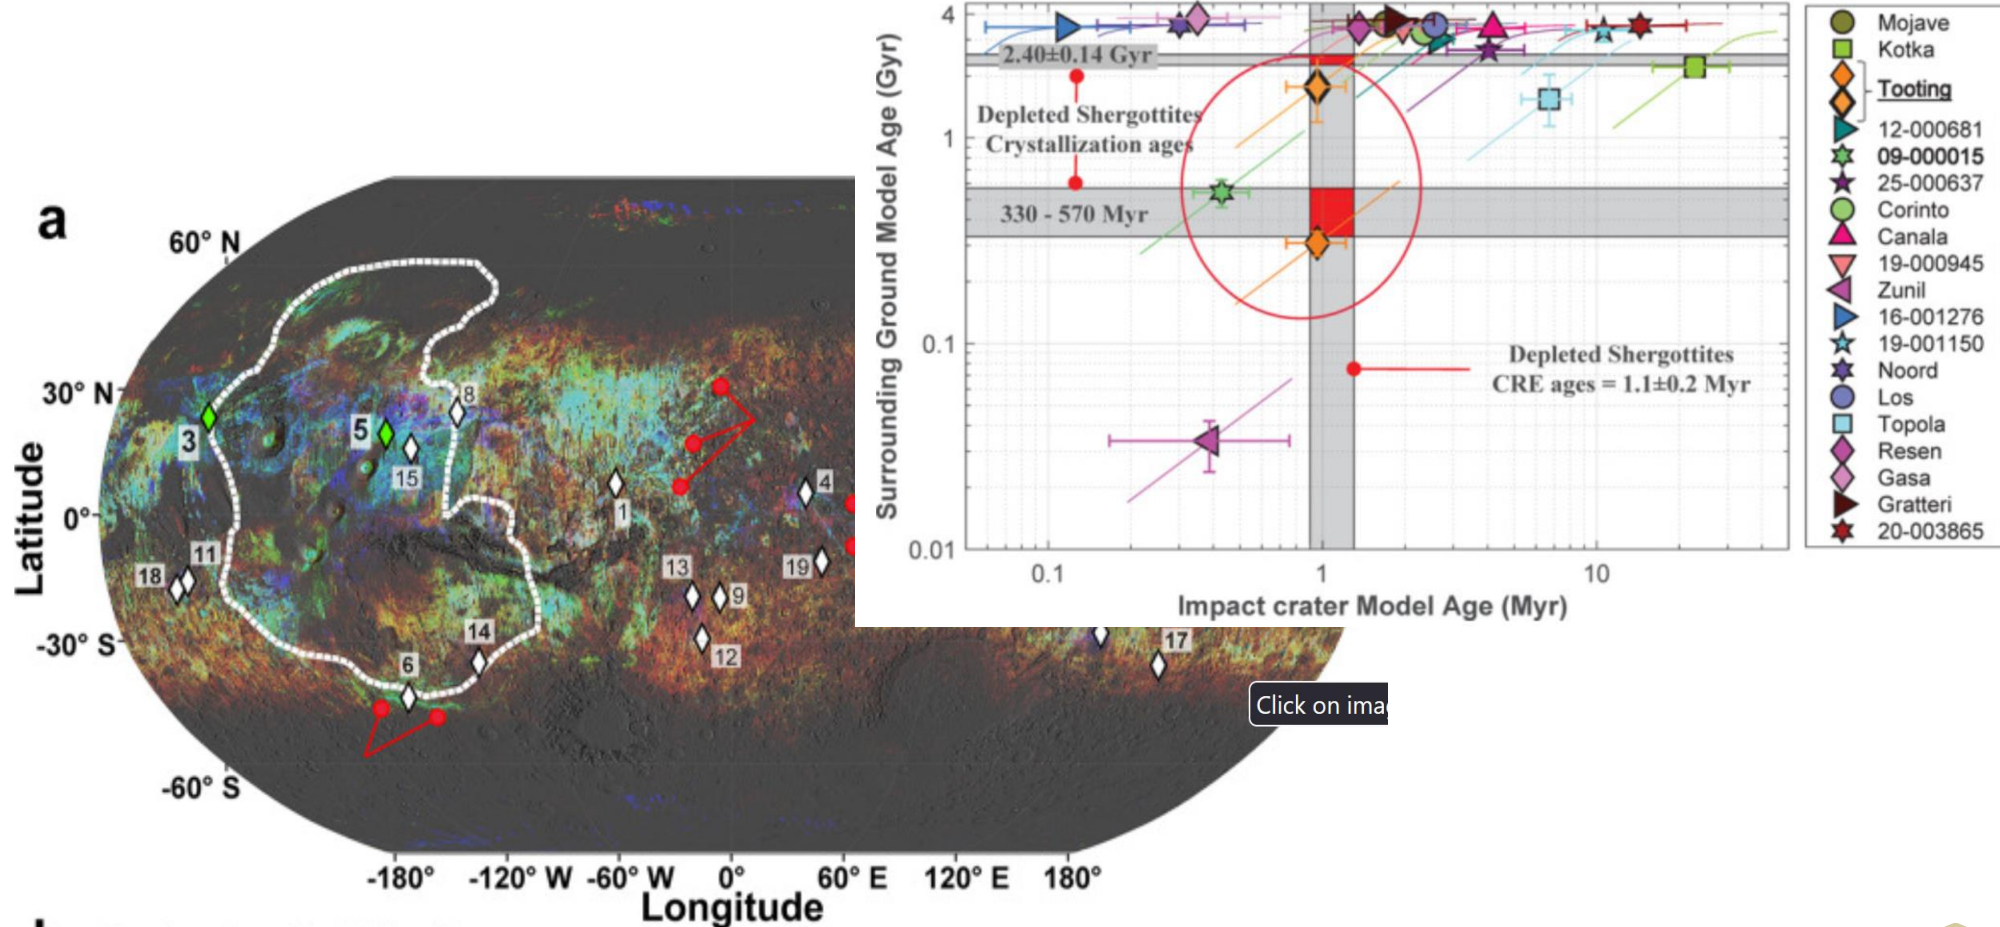 a
60° N
30° N
0°
-30° S
-60° S
Latitude
3
5
8
15
1
4
18
11
13
9
19
12
14
6
17
-180°
-120° W
-60° W
0°
60° E
120° E
180°
Longitude
4
1
0.1
0.01
Surrounding Ground Model Age (Gyr)
2.40±0.14 Gyr
Depleted Shergottites
Crystallization ages
330 - 570 Myr
Depleted Shergottites
CRE ages = 1.1±0.2 Myr
0.1
1
10
Impact crater Model Age (Myr)
Mojave
Kotka
Tooting
12-000681
09-000015
25-000637
Corinto
Canala
19-000945
Zunil
16-001276
19-001150
Noord
Los
Topola
Resen
Gasa
Gratteri
20-003865
Click on ima